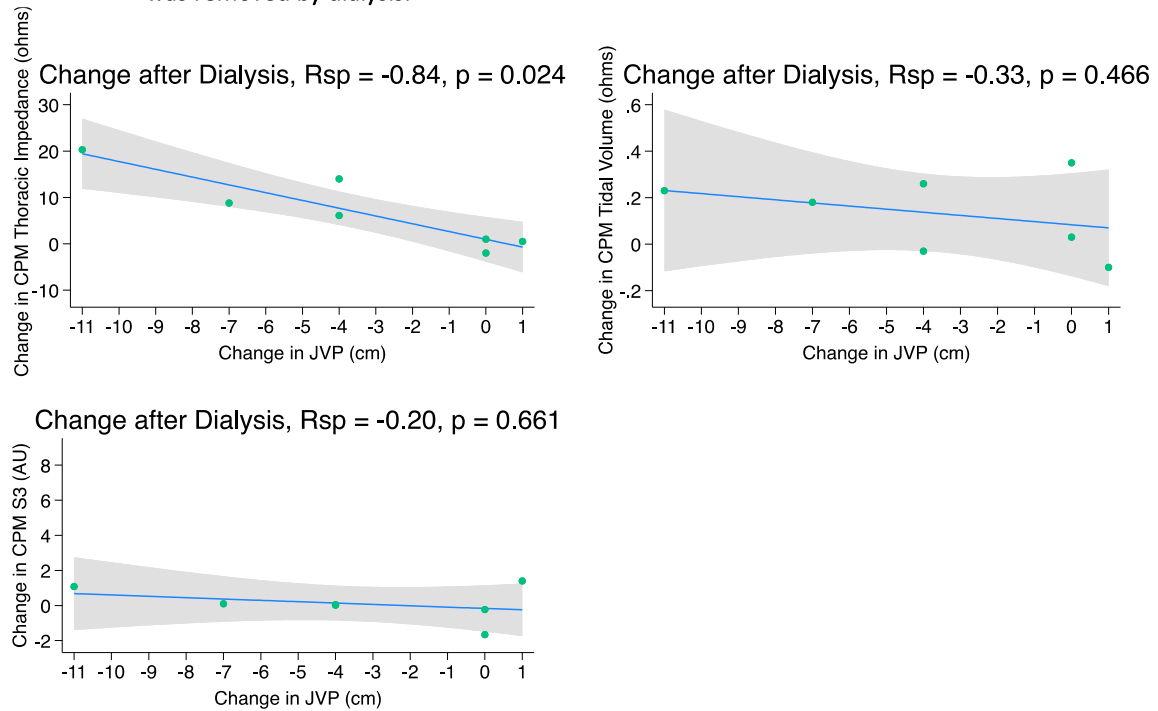 was removed by dialysis.
Change after Dialysis, Rsp = -0.84, p = 0.024
Change in CPM Thoracic Impedance (ohms)
30
20
10
0
-10
-11 -10 -9 -8 -7 -6 -5 -4 -3 -2 -1 0 1
Change in JVP (cm)
Change after Dialysis, Rsp = -0.33, p = 0.466
Change in CPM Tidal Volume (ohms)
.6
.4
.2
0
-.2
-11 -10 -9 -8 -7 -6 -5 -4 -3 -2 -1 0 1
Change in JVP (cm)
Change after Dialysis, Rsp = -0.20, p = 0.661
Change in CPM S3 (AU)
8
6
4
2
0
-2
-11 -10 -9 -8 -7 -6 -5 -4 -3 -2 -1 0 1
Change in JVP (cm)